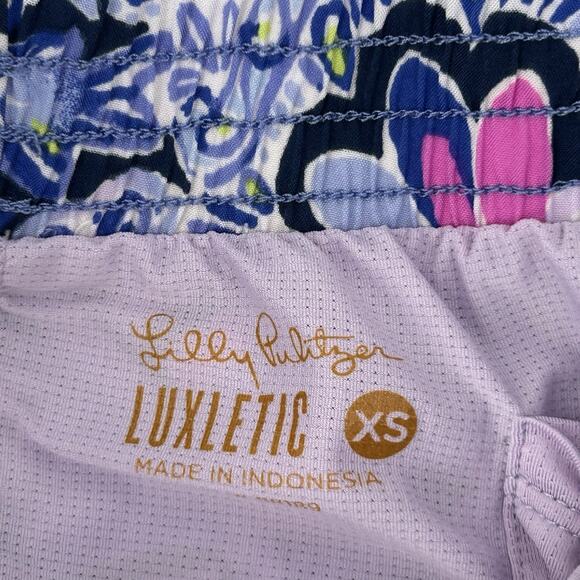 Lilly Pulitzer
LUXLETIC XS
MADE IN INDONESIA